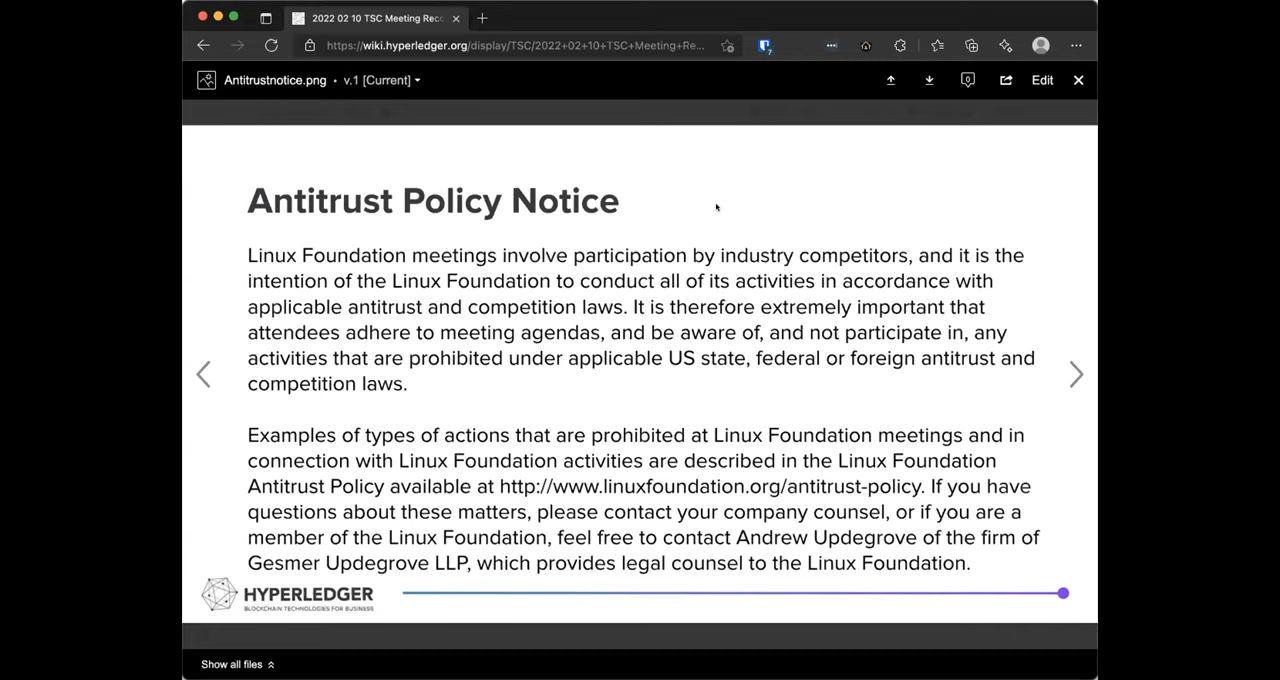 2022 02 10 TSC Meeting Rec
https://wiki.hyperledger.org/display/TSC/2022+02+10+TSC+Meeting+Re...
7
Antitrustnotice.png • v.1 [Current]
0
Edit
Antitrust Policy Notice
Linux Foundation meetings involve participation by industry competitors, and it is the
intention of the Linux Foundation to conduct all of its activities in accordance with
applicable antitrust and competition laws. It is therefore extremely important that
attendees adhere to meeting agendas, and be aware of, and not participate in, any
activities that are prohibited under applicable US state, federal or foreign antitrust and
competition laws.
Examples of types of actions that are prohibited at Linux Foundation meetings and in
connection with Linux Foundation activities are described in the Linux Foundation
Antitrust Policy available at http://www.linuxfoundation.org/antitrust-policy. If you have
questions about these matters, please contact your company counsel, or if you are a
member of the Linux Foundation, feel free to contact Andrew Updegrove of the firm of
Gesmer Updegrove LLP, which provides legal counsel to the Linux Foundation.
HYPERLEDGER
BLOCKCHAIN TECHNOLOGIES FOR BUSINESS
Show all files